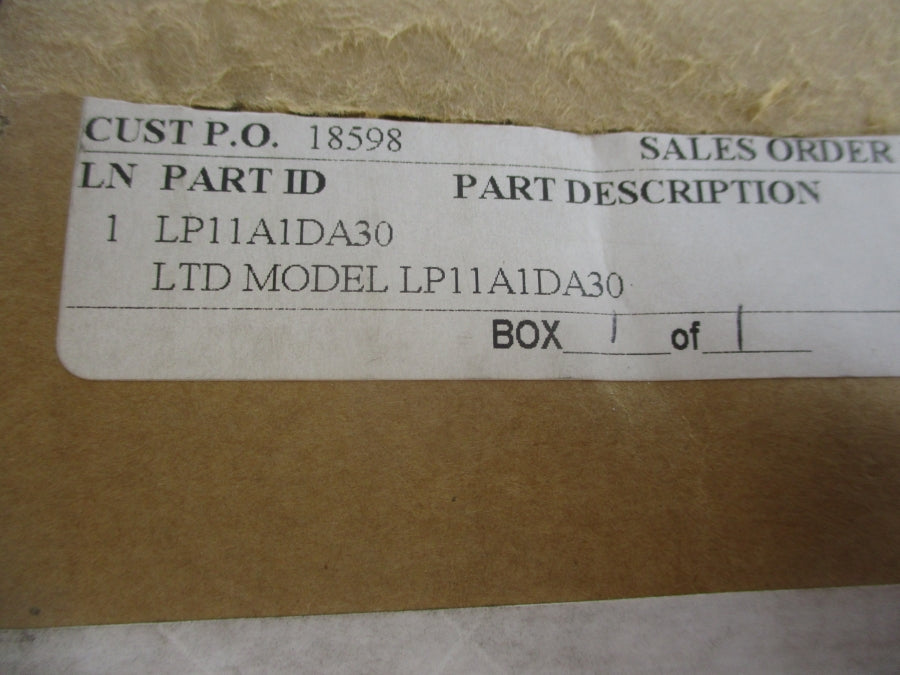 CUST P.O. 18598 SALES ORDER
LN PART ID PART DESCRIPTION
1 LP11A1DA30
LTD MODEL LP11A1DA30
BOX 1 of 1